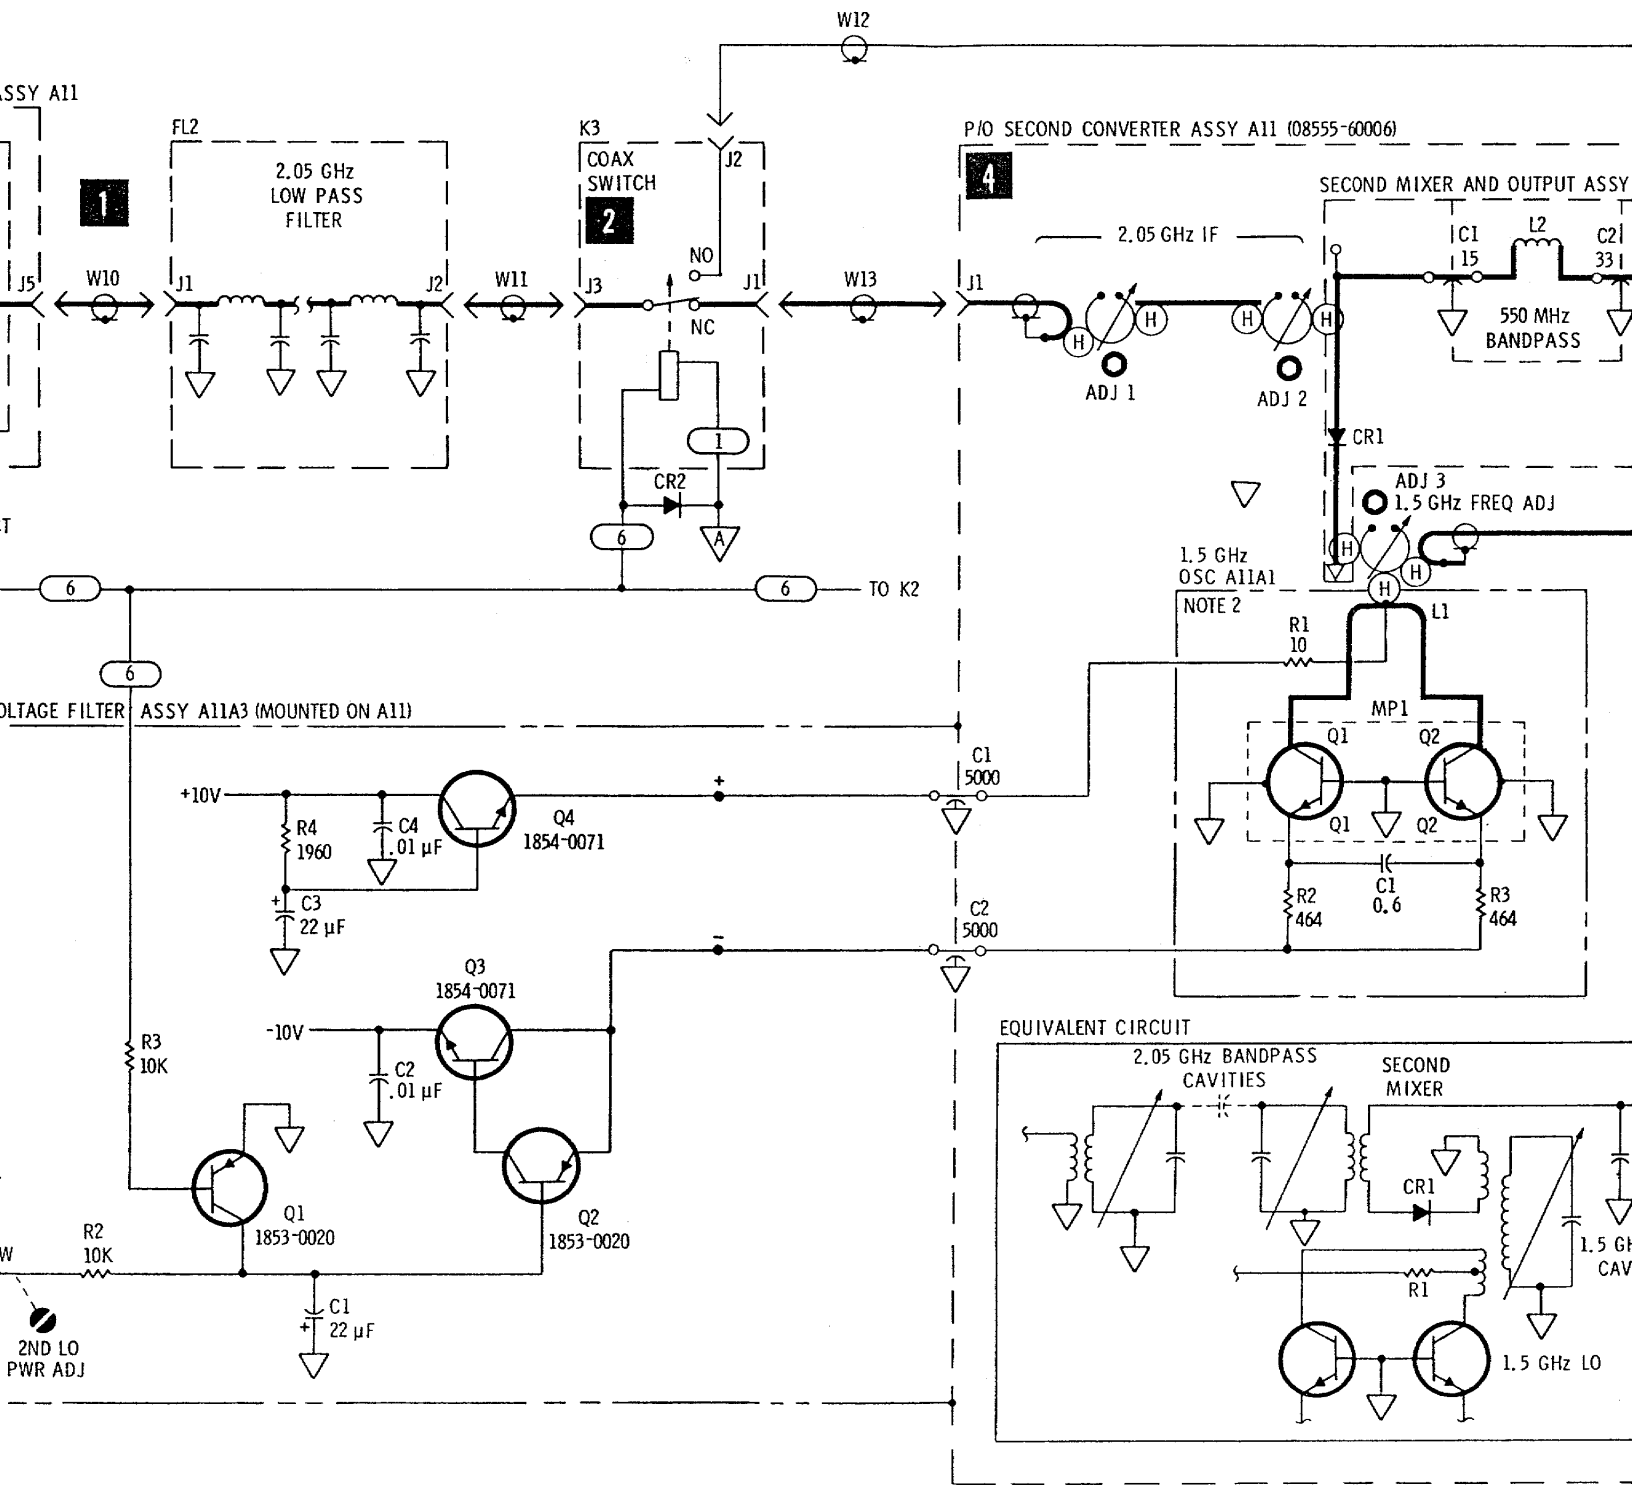 W12
ASSY A11
FL2
K3
P/O SECOND CONVERTER ASSY A11 (08555-60006)
1
2.05 GHz
LOW PASS
FILTER
COAX
SWITCH
2
J2
4
SECOND MIXER AND OUTPUT ASSY
2.05 GHz IF
C1
15
L2
C2
33
NO
NC
J5
W10
J1
J2
W11
J3
J1
W13
J1
H
H
H
H
550 MHz
BANDPASS
ADJ 1
ADJ 2
CR1
1
CR2
6
A
ADJ 3
1.5 GHz FREQ ADJ
CT
H
H
H
1.5 GHz
OSC A11A1
NOTE 2
6
6
TO K2
L1
R1
10
6
OLTAGE FILTER ASSY A11A3 (MOUNTED ON A11)
MP1
Q1
Q2
Q1
Q2
+10V
R4
1960
C4
.01 µF
Q4
1854-0071
+
C1
5000
+
C3
22 µF
C1
0.6
R2
464
R3
464
-
C2
5000
Q3
1854-0071
-10V
C2
.01 µF
R3
10K
EQUIVALENT CIRCUIT
2.05 GHz BANDPASS
CAVITIES
SECOND
MIXER
CR1
Q1
1853-0020
Q2
1853-0020
W
R2
10K
R1
1.5 GH
CAV
C1
22 µF
+
2ND LO
PWR ADJ
1.5 GHz LO